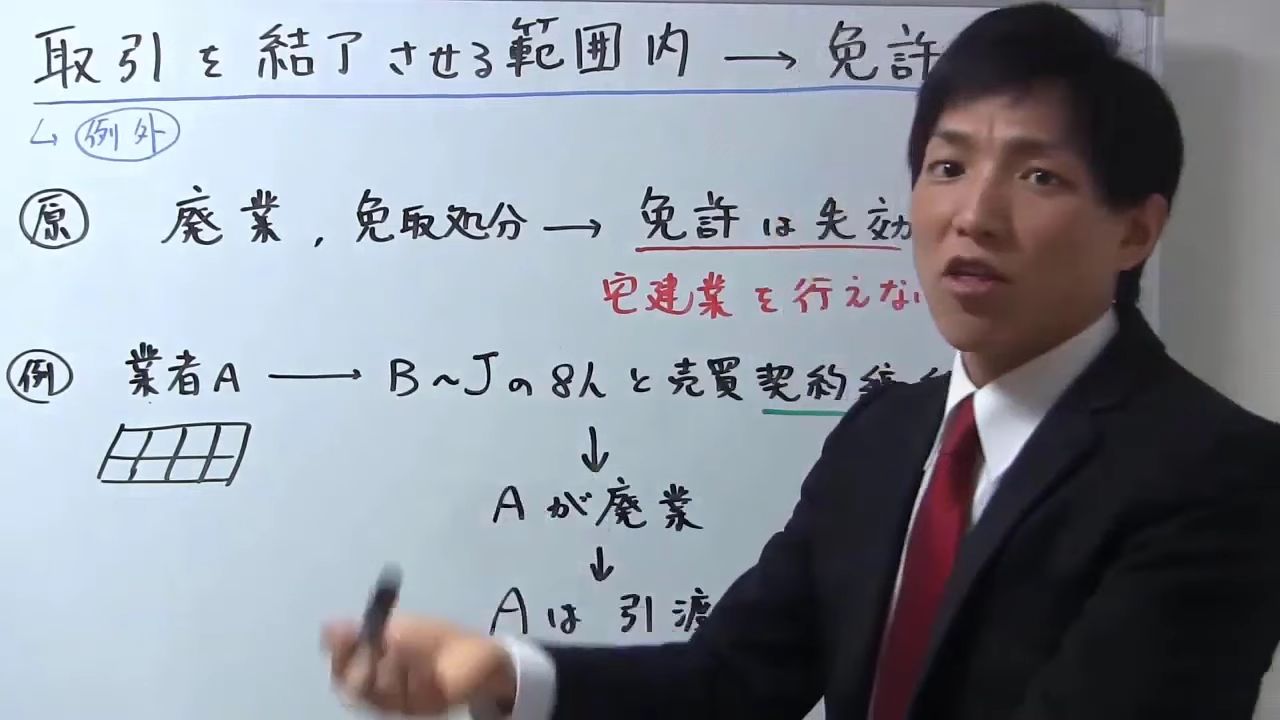 取引を結了させる範囲内 → 免許
↳ 例外
原 廃業, 免取処分 → 免許は失効
宅建業を行えな
例 業者A → B〜Jの8人と売買契約
↓
Aが廃業
↓
Aは 引渡